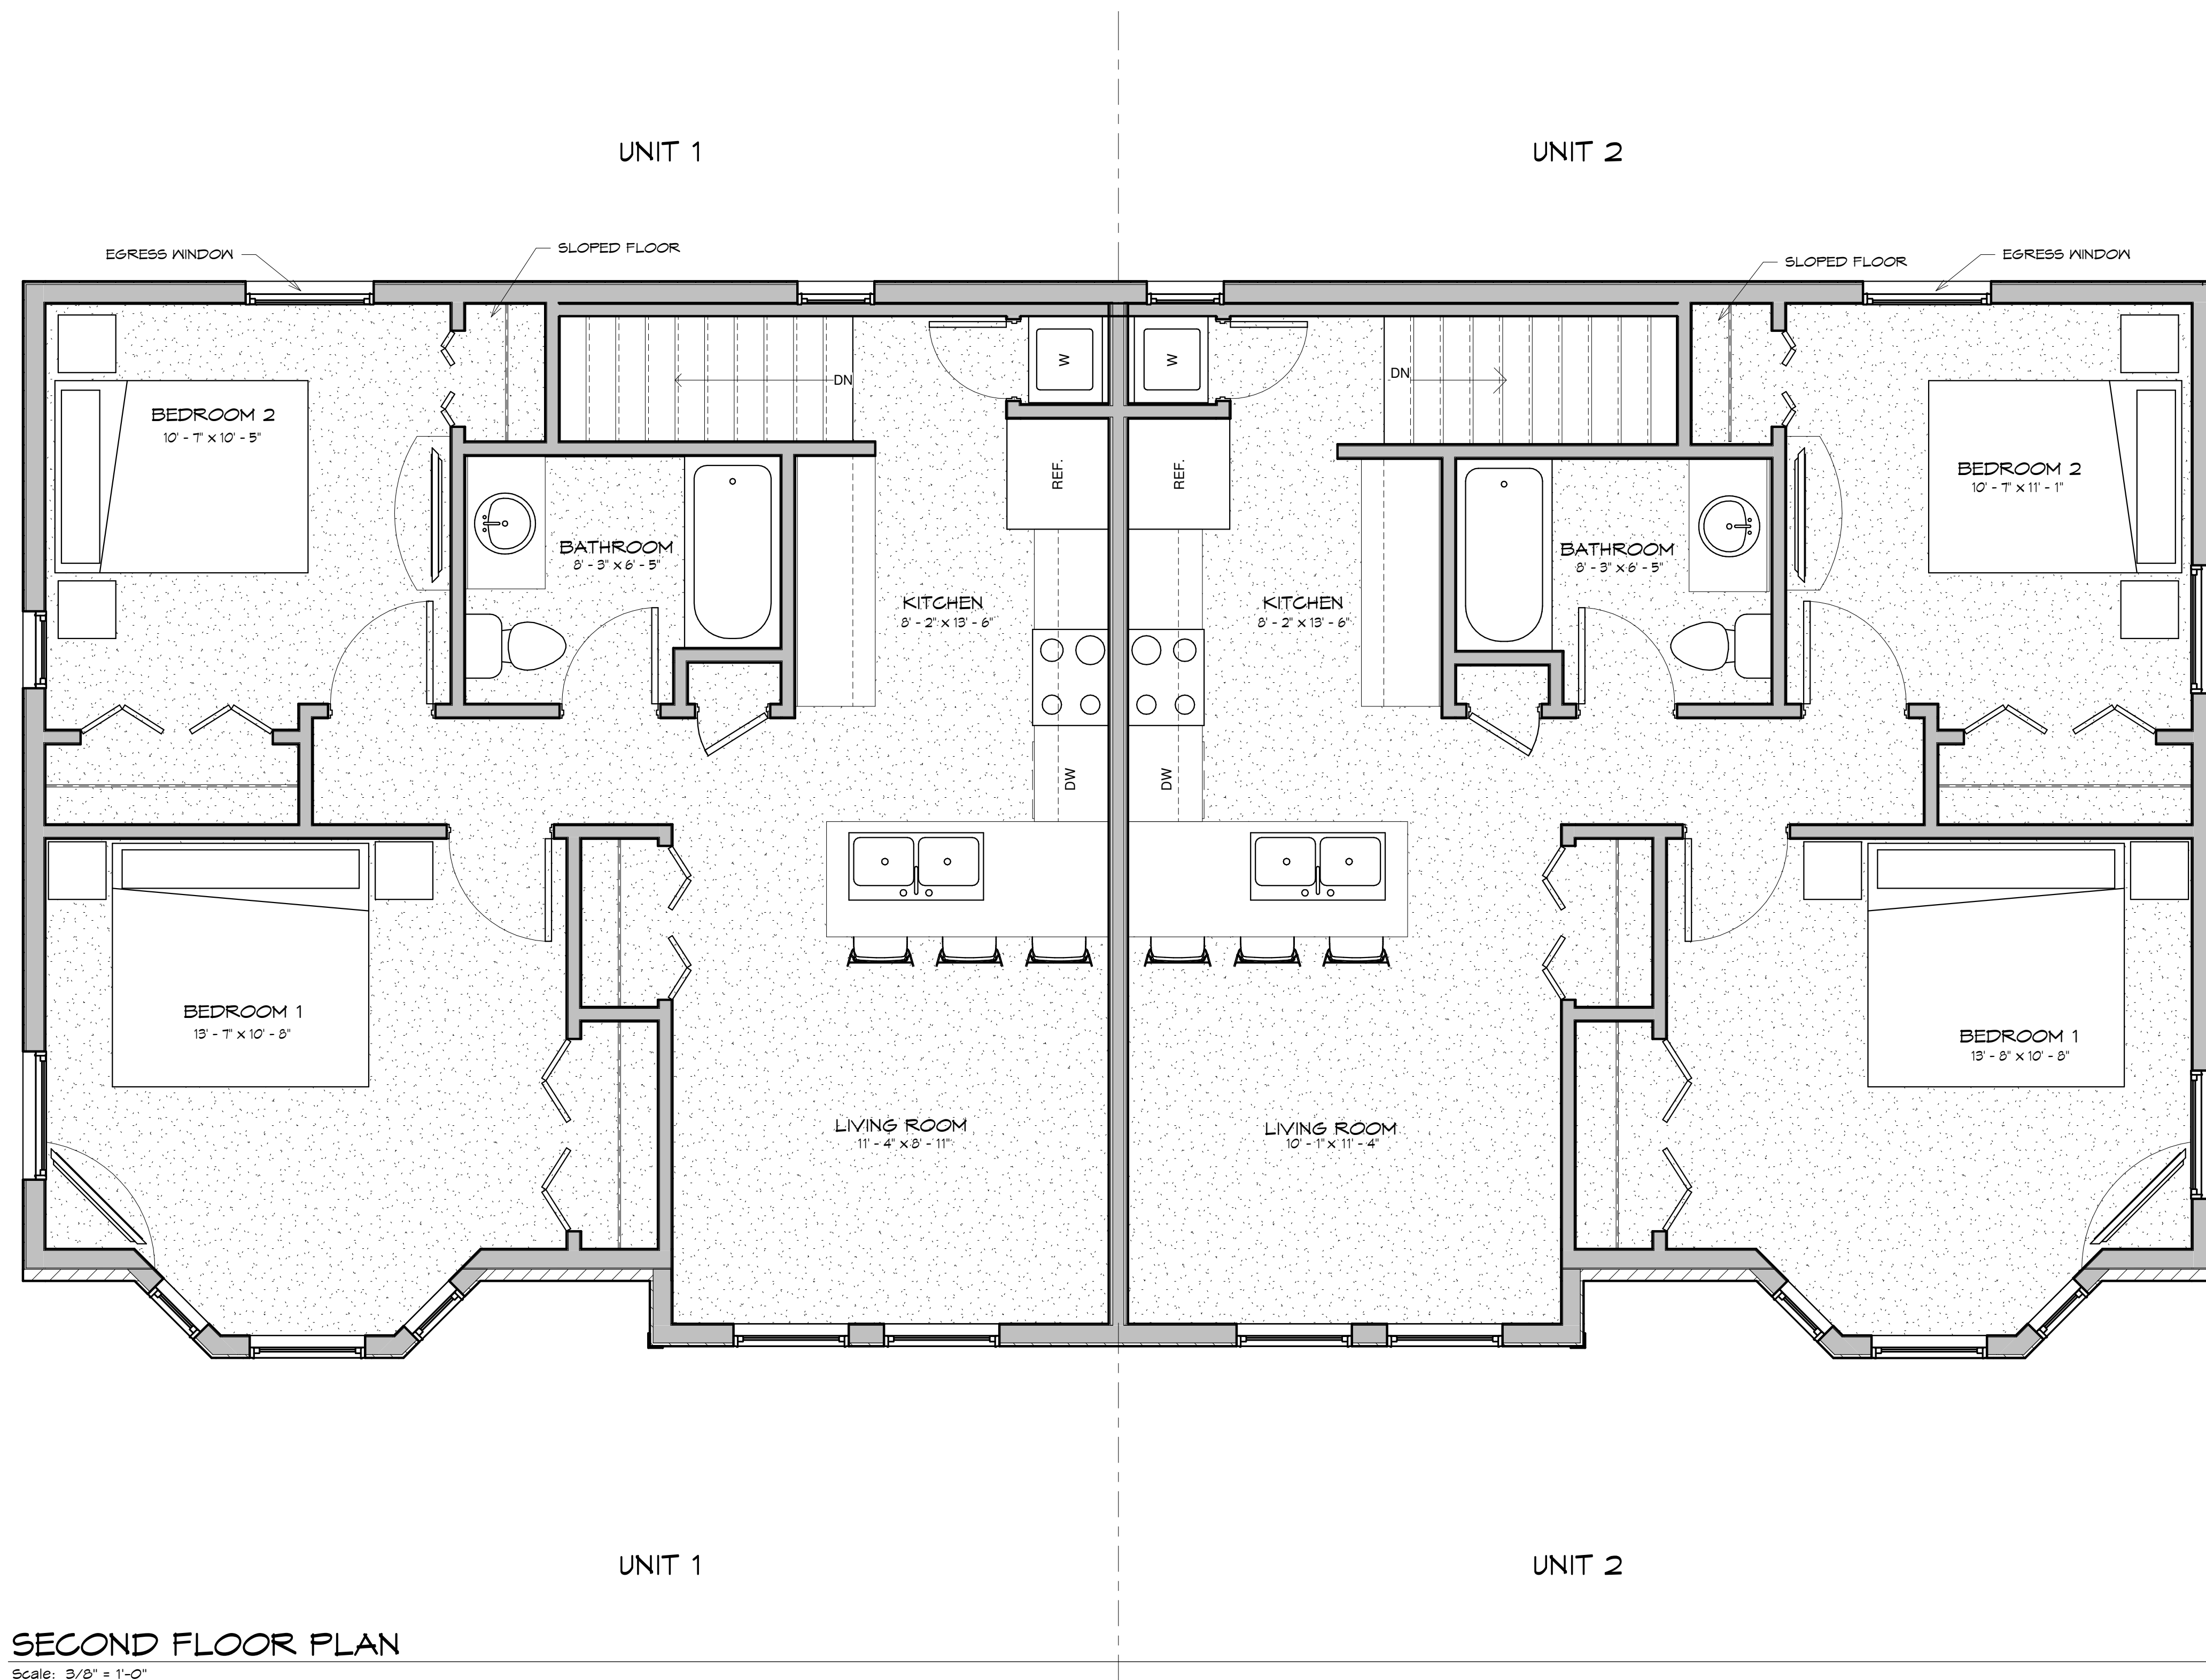 UNIT 1
UNIT 2
EGRESS WINDOW
SLOPED FLOOR
SLOPED FLOOR
EGRESS WINDOW
BEDROOM 2
10' - 7" x 10' - 5"
DN
W
W
DN
BEDROOM 2
10' - 7" x 11' - 1"
REF.
REF.
BATHROOM
8' - 3" x 6' - 5"
BATHROOM
8' - 3" x 6' - 5"
KITCHEN
8' - 2" x 13' - 6"
KITCHEN
8' - 2" x 13' - 6"
DW
DW
BEDROOM 1
13' - 7" x 10' - 8"
BEDROOM 1
13' - 8" x 10' - 8"
LIVING ROOM
11' - 4" x 8' - 11"
LIVING ROOM
10' - 1" x 11' - 4"
UNIT 1
UNIT 2
SECOND FLOOR PLAN
Scale: 3/8" = 1'-0"